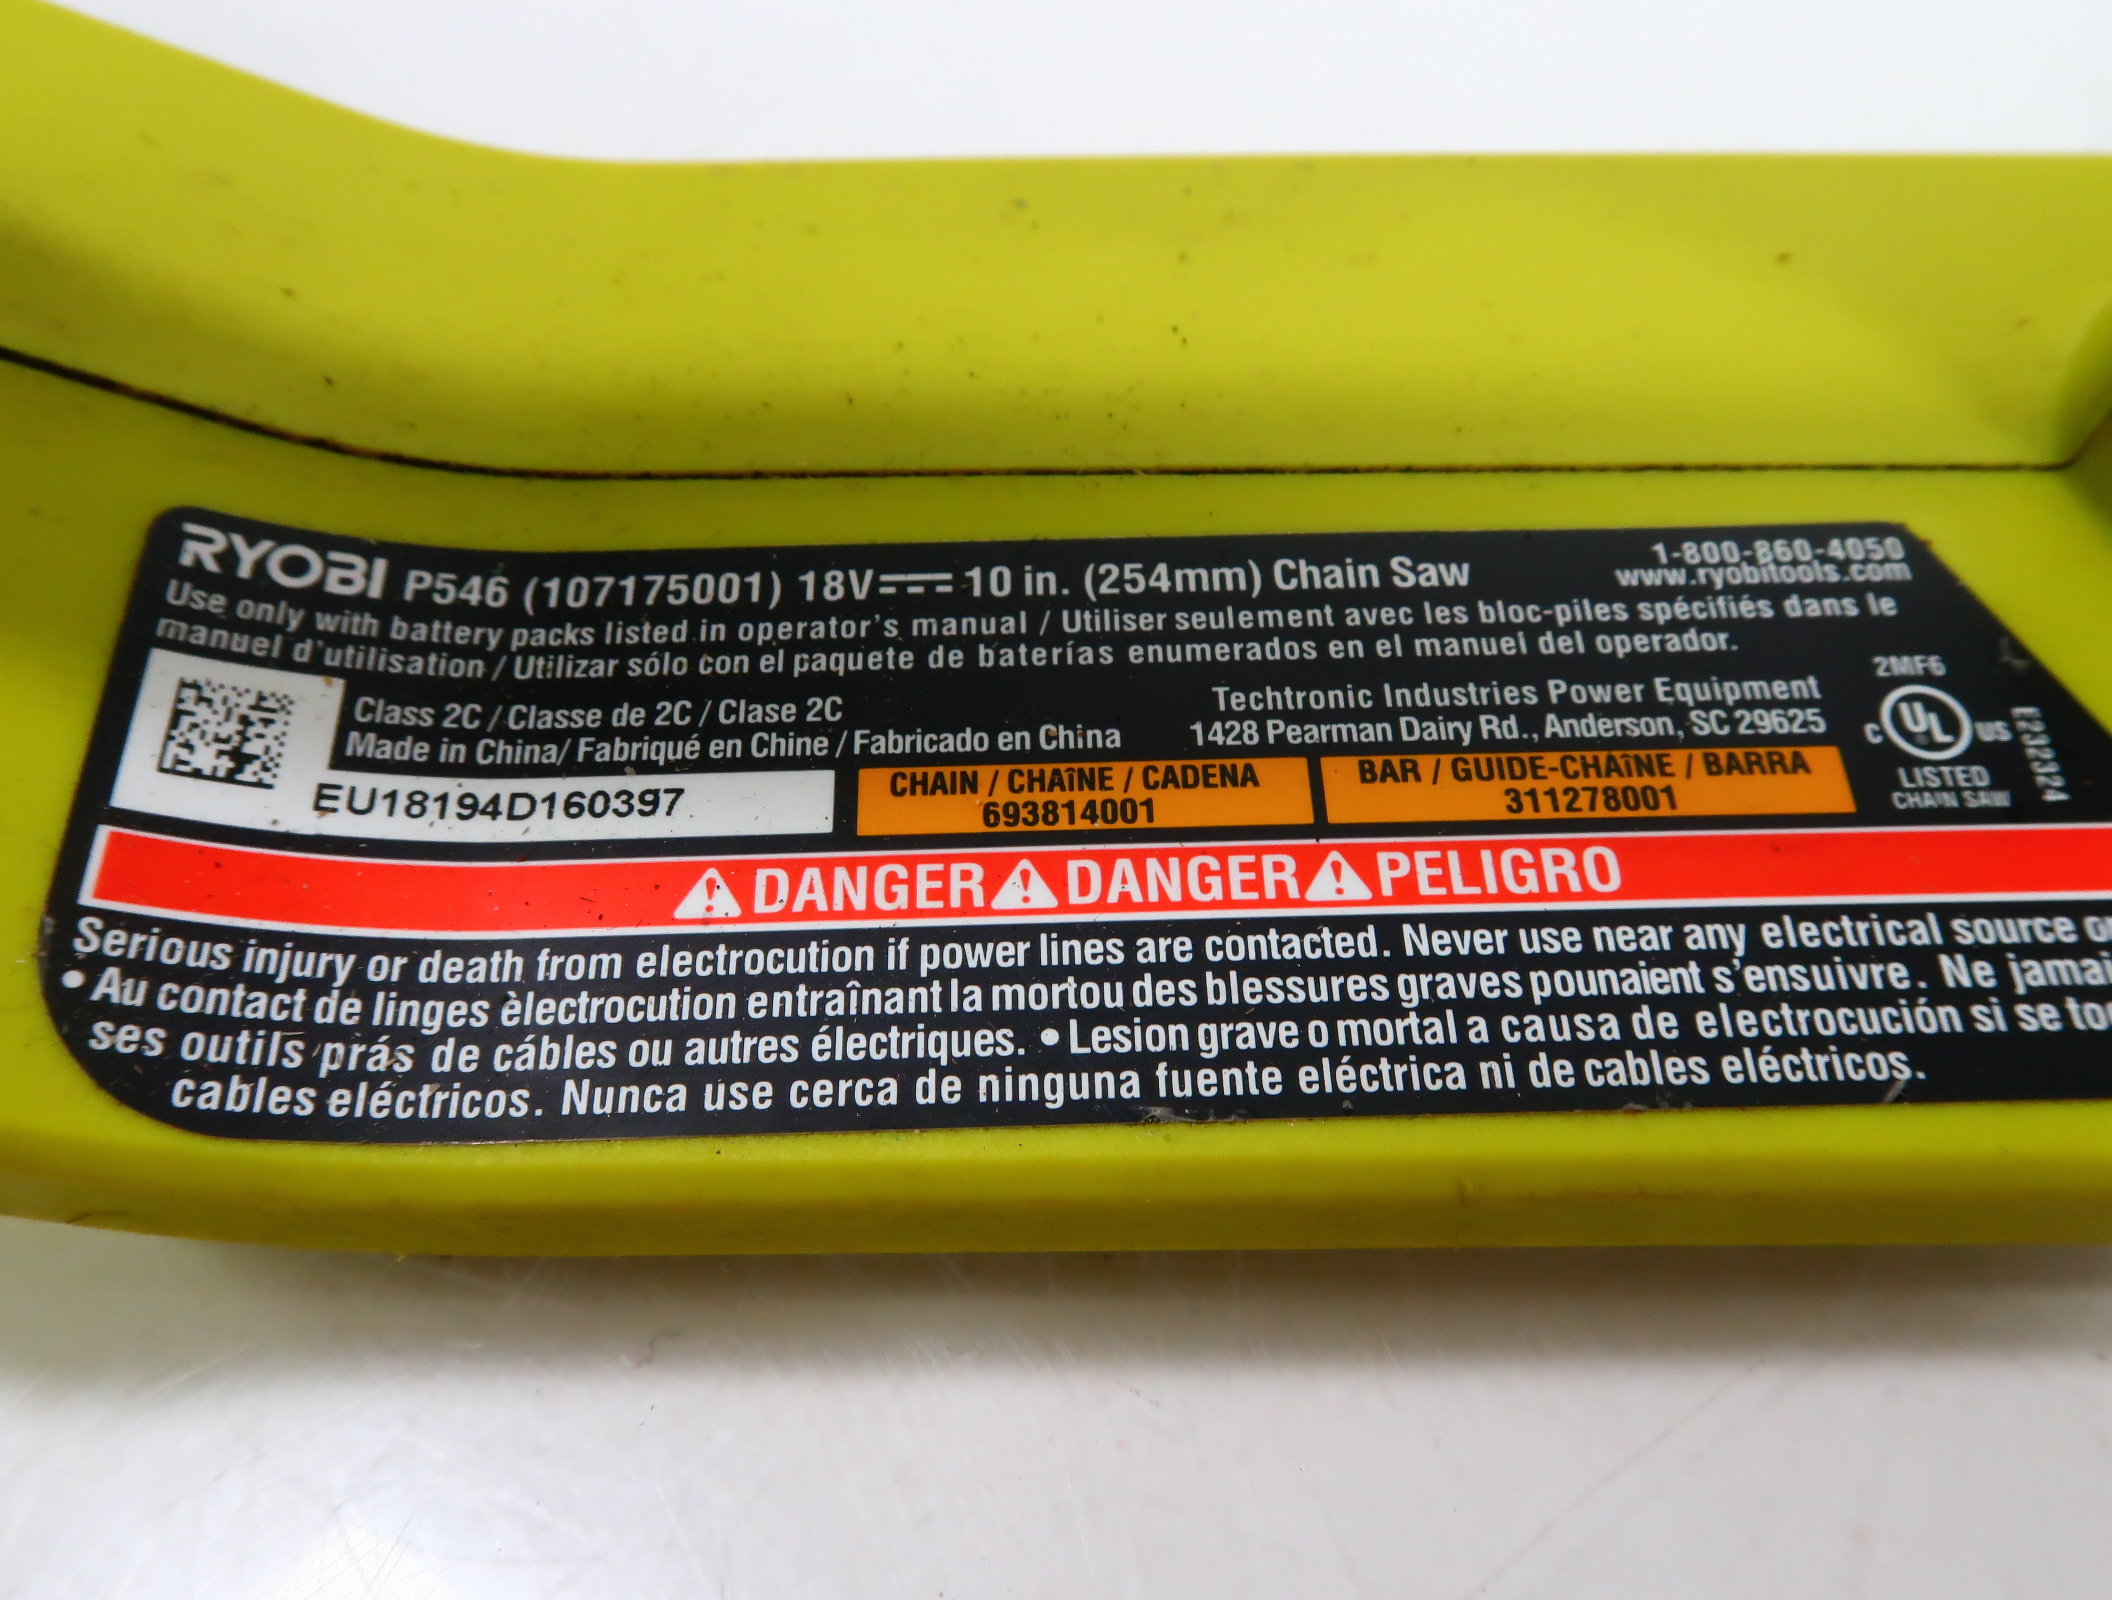 RYOBI P546 (107175001) 18V 10 in. (254mm) Chain Saw
1-800-860-4050
www.ryobitools.com
Use only with battery packs listed in operator's manual / Utiliser seulement avec les bloc-piles spécifiés dans le
manuel d'utilisation / Utilizar sólo con el paquete de baterías enumerados en el manuel del operador.
Class 2C / Classe de 2C / Clase 2C
Made in China/ Fabriqué en Chine / Fabricado en China
Techtronic Industries Power Equipment
1428 Pearman Dairy Rd., Anderson, SC 29625
2MF6
C UL US
LISTED
CHAIN SAW
E232324
EU18194D160397
CHAIN / CHAîNE / CADENA
693814001
BAR / GUIDE-CHAîNE / BARRA
311278001
DANGER DANGER PELIGRO
Serious injury or death from electrocution if power lines are contacted. Never use near any electrical source or
• Au contact de linges èlectrocution entraînant la mortou des blessures graves pounaient s'ensuivre. Ne jamai
ses outils prás de cábles ou autres électriques. • Lesion grave o mortal a causa de electrocución si se to
cables eléctricos. Nunca use cerca de ninguna fuente eléctrica ni de cables eléctricos.